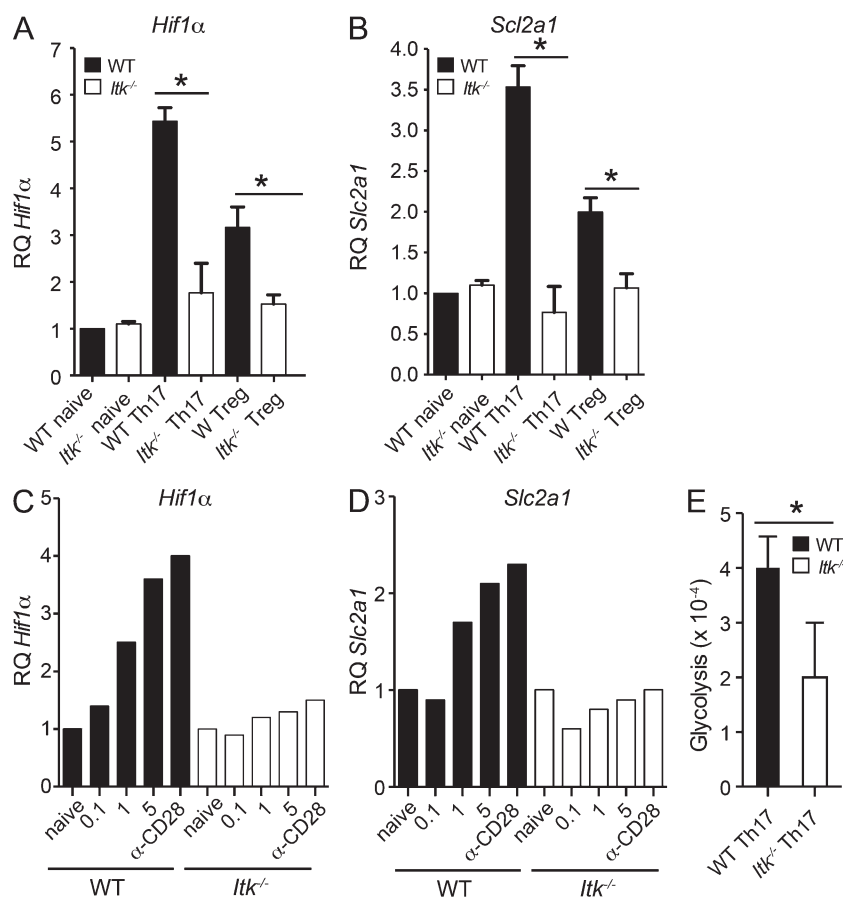 A
Hif1α
7
6
5
4
3
2
1
0
RQ Hif1α
WT
Itk-/-
*
*
WT naive
Itk-/- naive
WT Th17
Itk-/- Th17
W Treg
Itk-/- Treg
B
Scl2a1
4.0
3.5
3.0
2.5
2.0
1.5
1.0
0.5
0.0
RQ Slc2a1
WT
Itk-/-
*
*
WT naive
Itk-/- naive
WT Th17
Itk-/- Th17
W Treg
Itk-/- Treg
C
Hif1α
5
4
3
2
1
0
RQ Hif1α
naive
0.1
1
5
α-CD28
naive
0.1
1
5
α-CD28
WT
Itk-/-
D
Slc2a1
3
2
1
0
RQ Slc2a1
naive
0.1
1
5
α-CD28
naive
0.1
1
5
α-CD28
WT
Itk-/-
E
*
5
4
3
2
1
0
Glycolysis (x 10-4)
WT
Itk-/-
WT Th17
Itk-/- Th17